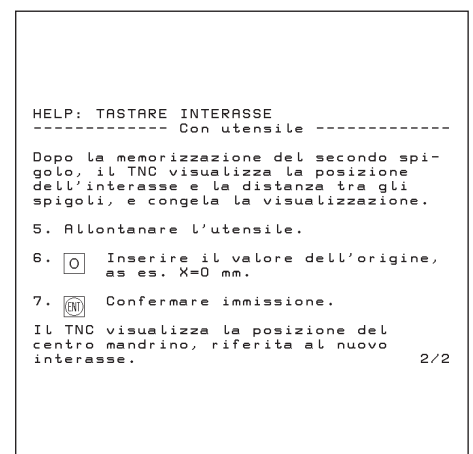 HELP: TASTARE INTERASSE
------------- Con utensile -------------
Dopo la memorizzazione del secondo spi-
golo, il TNC visualizza la posizione
dell'interasse e la distanza tra gli
spigoli, e congela la visualizzazione.
5. Allontanare l'utensile.
6. 0 Inserire il valore dell'origine,
as es. X=0 mm.
7. ENT Confermare immissione.
Il TNC visualizza la posizione del
centro mandrino, riferita al nuovo
interasse. 2/2